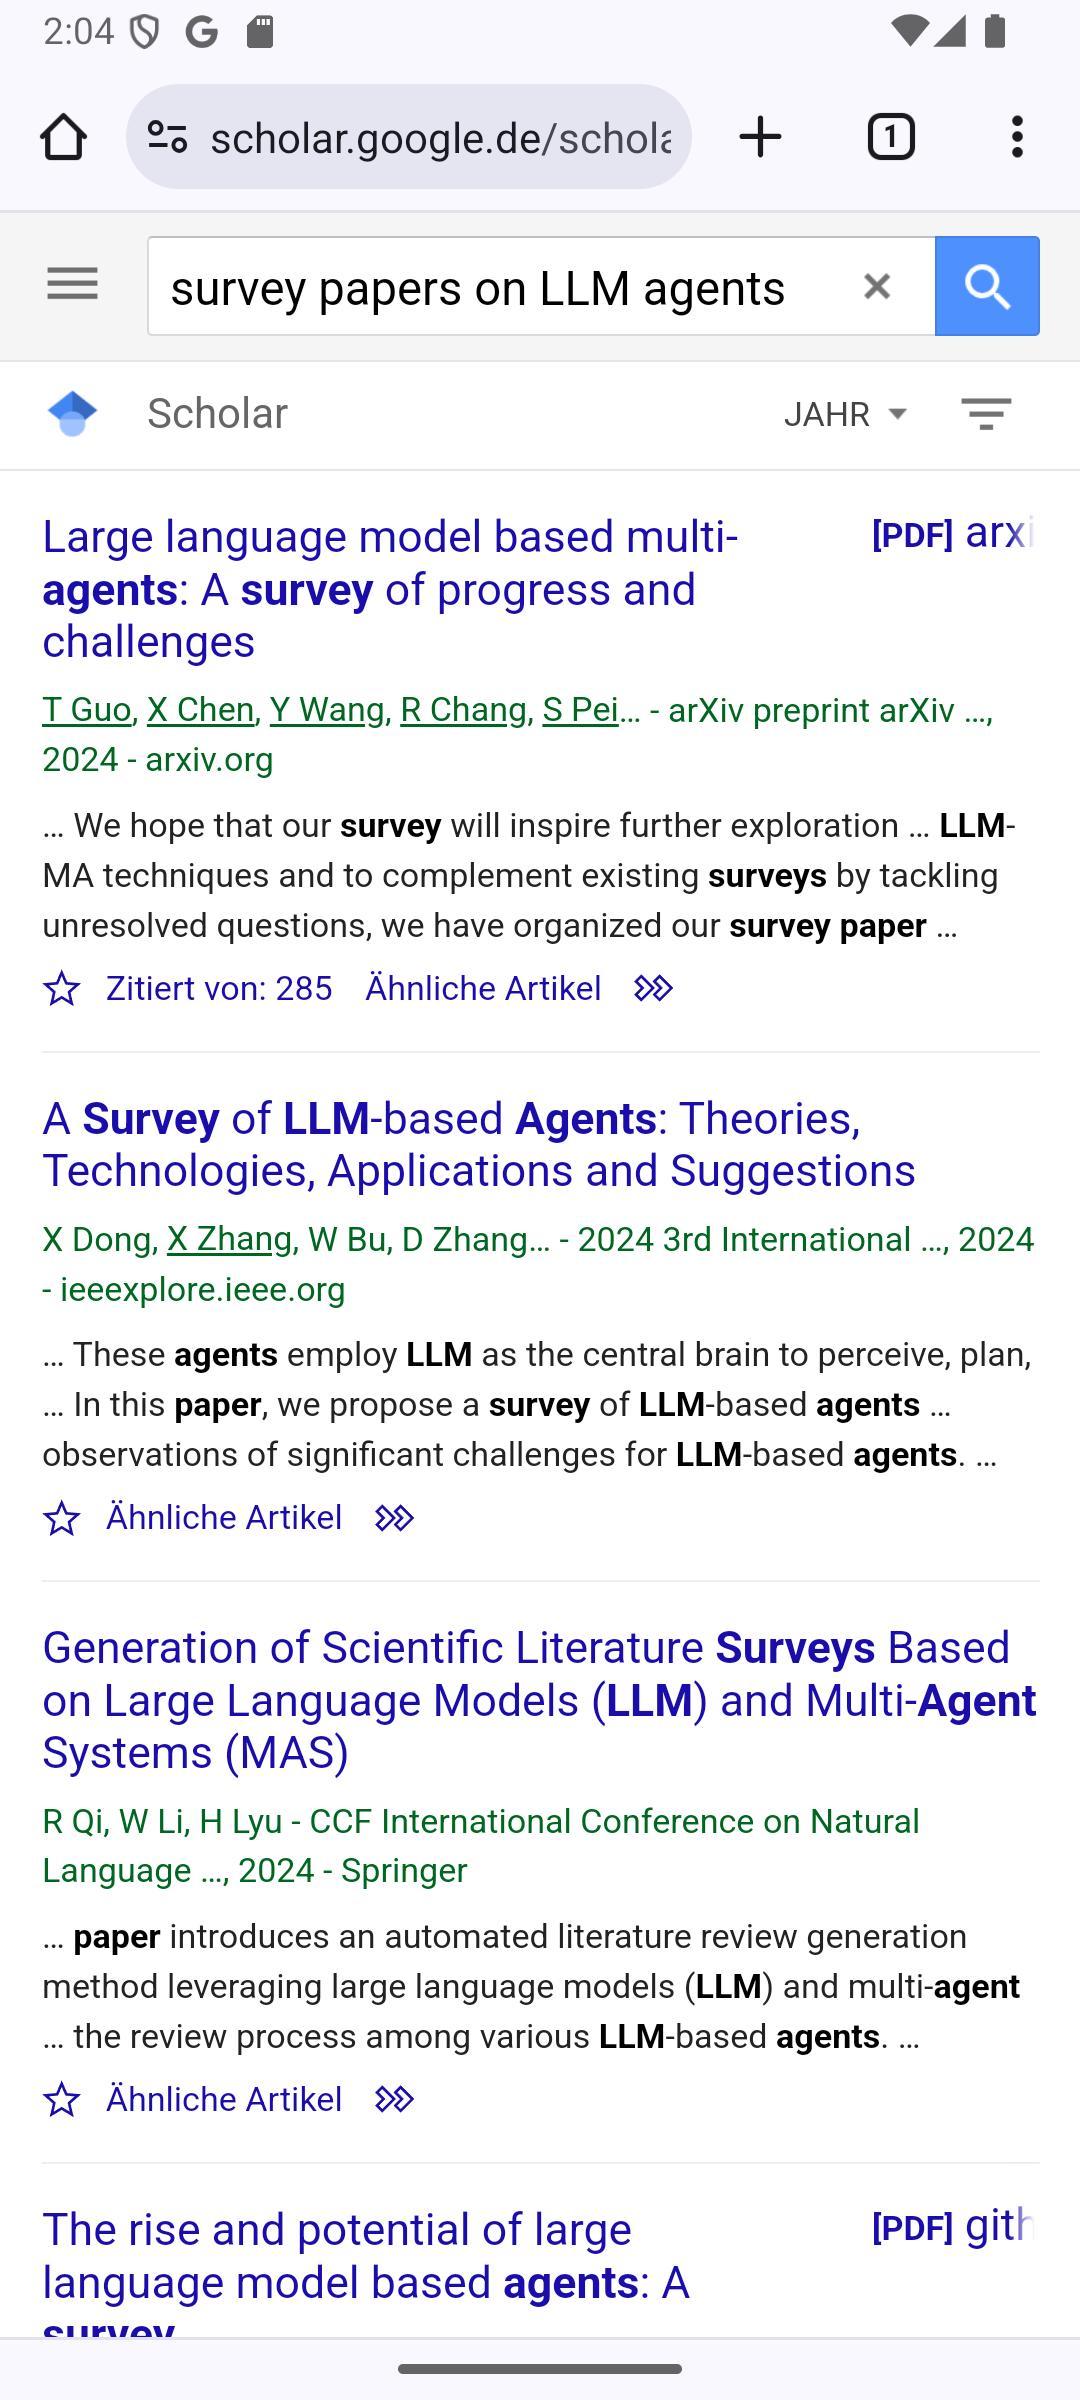 2:04
scholar.google.de/schola
1
survey papers on LLM agents
Scholar
JAHR
Large language model based multi-
agents: A survey of progress and
challenges
[PDF] arxi
T Guo, X Chen, Y Wang, R Chang, S Pei… - arXiv preprint arXiv …,
2024 - arxiv.org
… We hope that our survey will inspire further exploration … LLM-
MA techniques and to complement existing surveys by tackling
unresolved questions, we have organized our survey paper …
Zitiert von: 285 Ähnliche Artikel
A Survey of LLM-based Agents: Theories,
Technologies, Applications and Suggestions
X Dong, X Zhang, W Bu, D Zhang… - 2024 3rd International …, 2024
- ieeexplore.ieee.org
… These agents employ LLM as the central brain to perceive, plan,
… In this paper, we propose a survey of LLM-based agents …
observations of significant challenges for LLM-based agents. …
Ähnliche Artikel
Generation of Scientific Literature Surveys Based
on Large Language Models (LLM) and Multi-Agent
Systems (MAS)
R Qi, W Li, H Lyu - CCF International Conference on Natural
Language …, 2024 - Springer
… paper introduces an automated literature review generation
method leveraging large language models (LLM) and multi-agent
… the review process among various LLM-based agents. …
Ähnliche Artikel
The rise and potential of large
language model based agents: A
survey
[PDF] gith